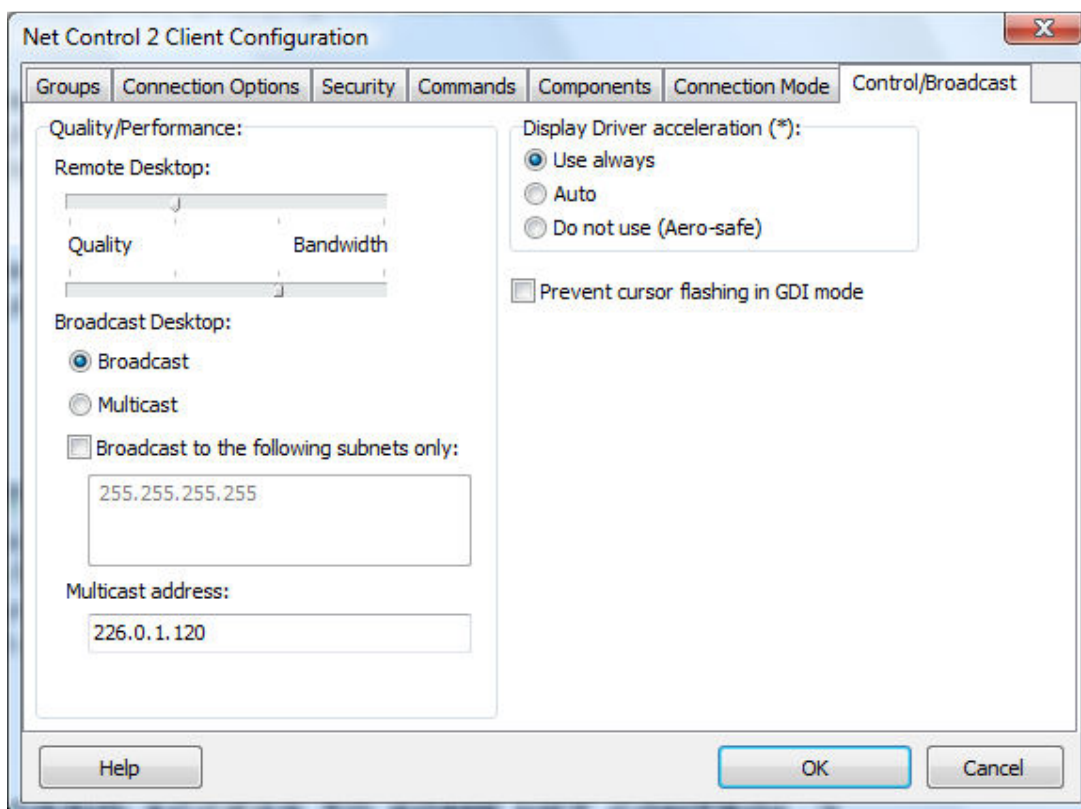 Net Control 2 Client Configuration
Groups Connection Options Security Commands Components Connection Mode Control/Broadcast
Quality/Performance:
Remote Desktop:
Quality Bandwidth
Broadcast Desktop:
Broadcast
Multicast
Broadcast to the following subnets only:
255.255.255.255
Multicast address:
226.0.1.120
Display Driver acceleration (*):
Use always
Auto
Do not use (Aero-safe)
Prevent cursor flashing in GDI mode
Help OK Cancel